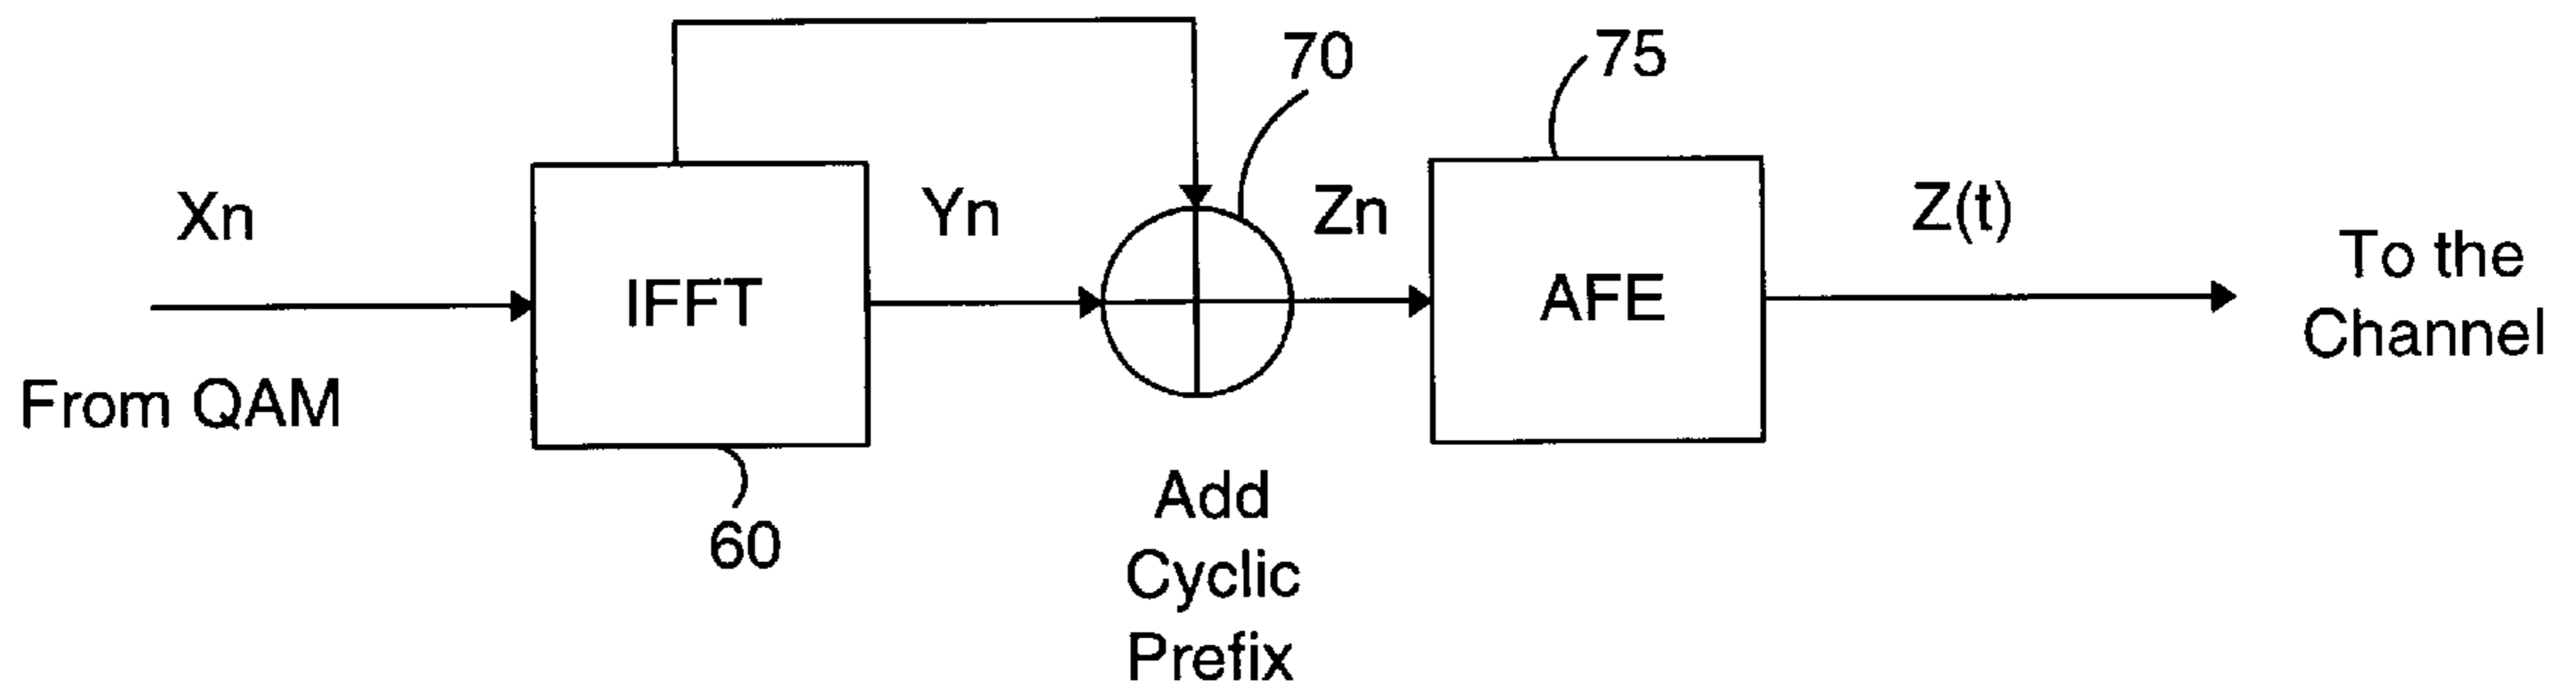 70
75
Xn
Yn
Zn
Z(t)
To the
Channel
IFFT
AFE
From QAM
60
Add
Cyclic
Prefix